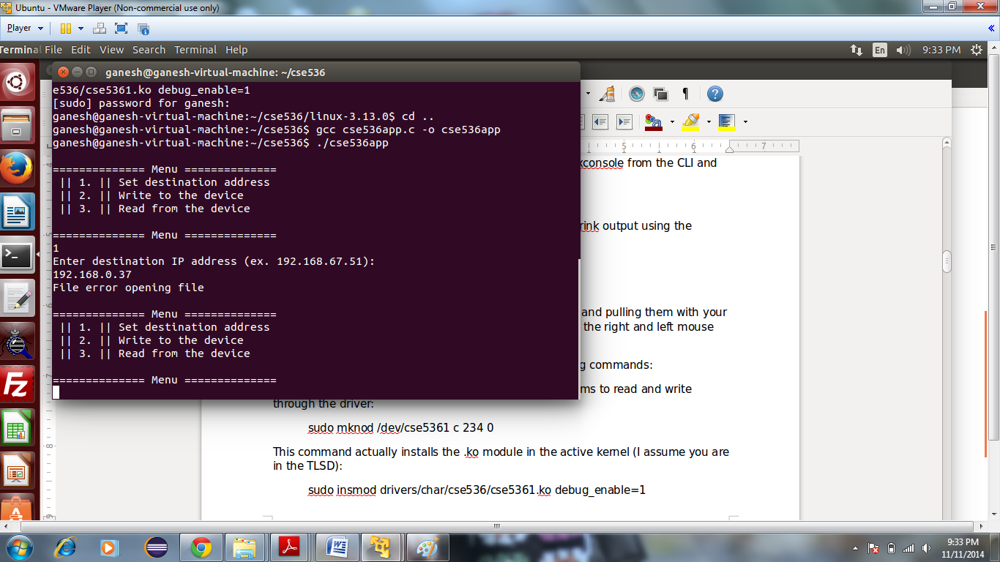 Ubuntu - VMware Player (Non-commercial use only)
Player
Terminal File Edit View Search Terminal Help
En
9:33 PM
ganesh@ganesh-virtual-machine: ~/cse536
e536/cse5361.ko debug_enable=1
[sudo] password for ganesh:
ganesh@ganesh-virtual-machine:~/cse536/linux-3.13.0$ cd ..
ganesh@ganesh-virtual-machine:~/cse536$ gcc cse536app.c -o cse536app
ganesh@ganesh-virtual-machine:~/cse536$ ./cse536app
============== Menu ==============
|| 1. || Set destination address
|| 2. || Write to the device
|| 3. || Read from the device
============== Menu ==============
1
Enter destination IP address (ex. 192.168.67.51):
192.168.0.37
File error opening file
============== Menu ==============
|| 1. || Set destination address
|| 2. || Write to the device
|| 3. || Read from the device
============== Menu ==============
5 6 7
xconsole from the CLI and
rink output using the
and pulling them with your
the right and left mouse
g commands:
ms to read and write
through the driver:
sudo mknod /dev/cse5361 c 234 0
This command actually installs the .ko module in the active kernel (I assume you are
in the TLSD):
sudo insmod drivers/char/cse536/cse5361.ko debug_enable=1
4
5
6
7
8
9
9:33 PM
11/11/2014